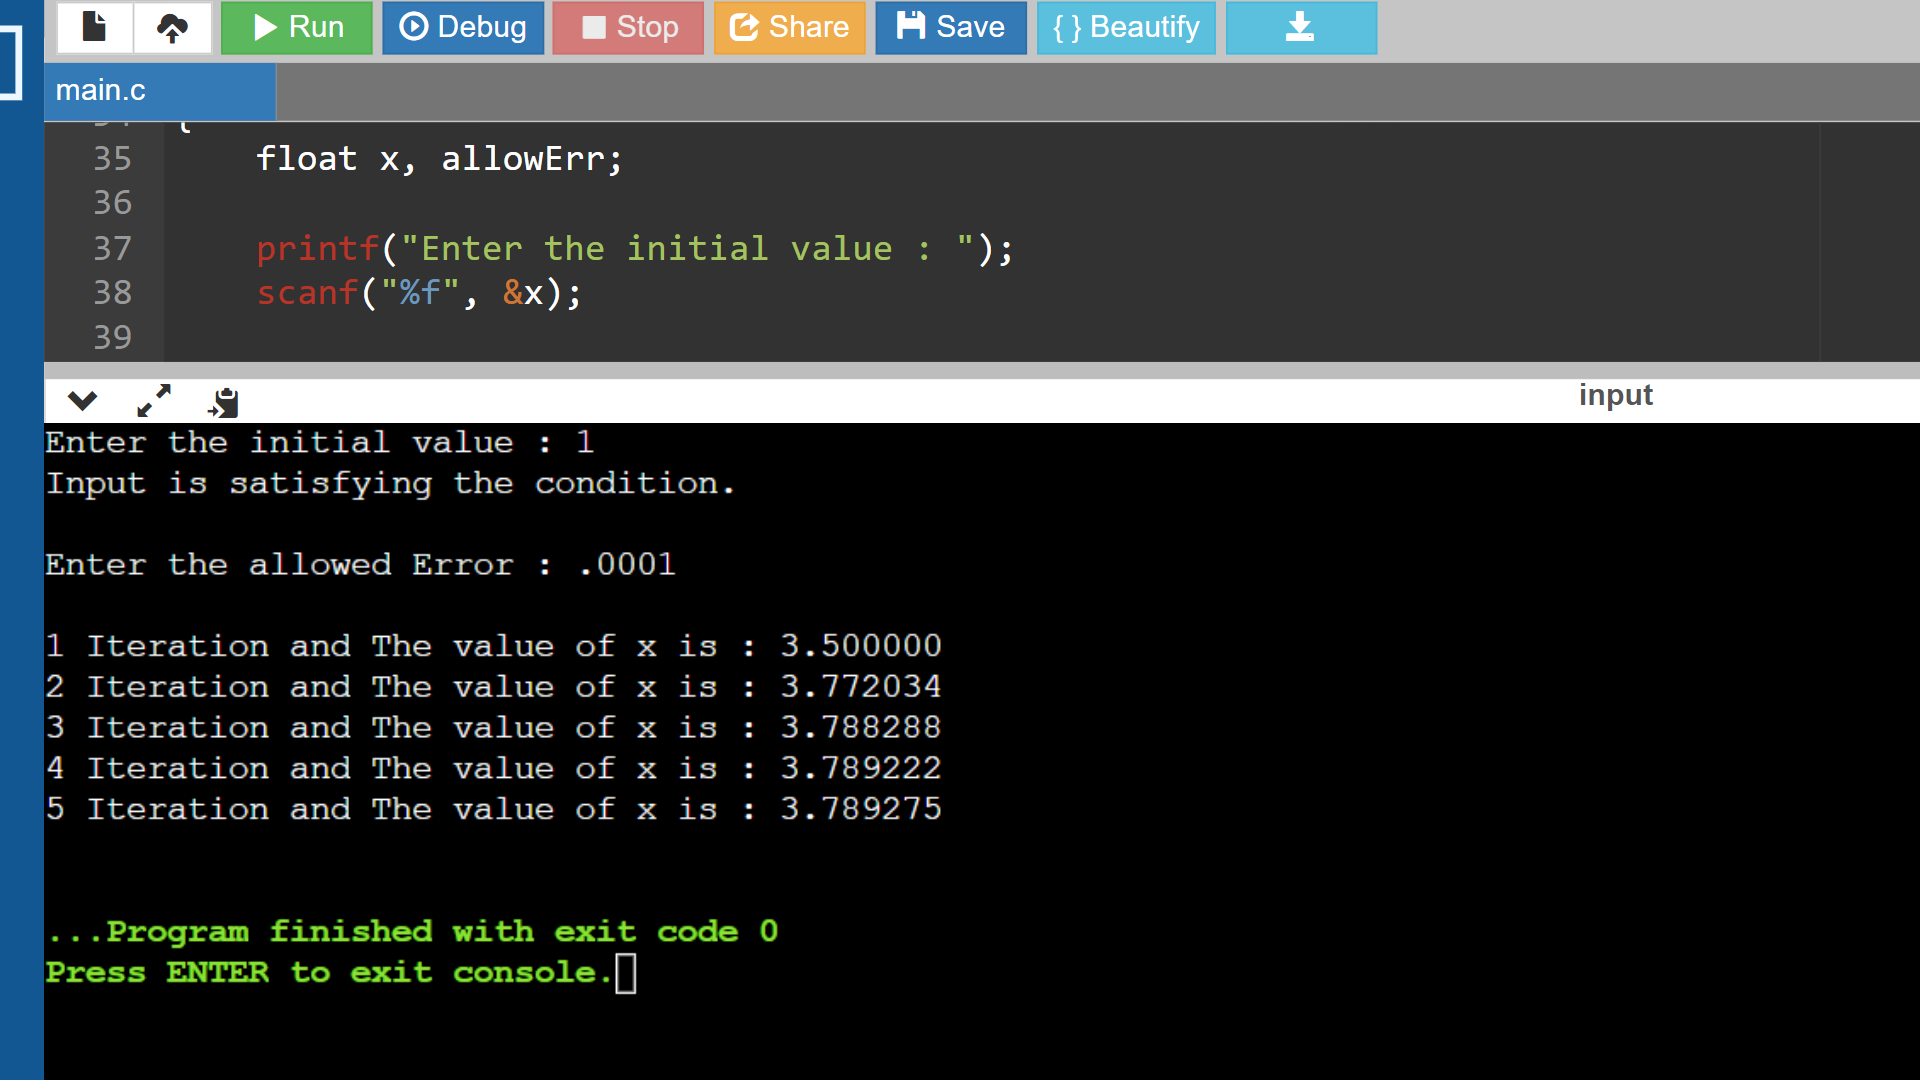 Run Debug Stop Share Save { } Beautify
main.c
35 float x, allowErr;
36
37 printf("Enter the initial value : ");
38 scanf("%f", &x);
39
input
Enter the initial value : 1
Input is satisfying the condition.
Enter the allowed Error : .0001
1 Iteration and The value of x is : 3.500000
2 Iteration and The value of x is : 3.772034
3 Iteration and The value of x is : 3.788288
4 Iteration and The value of x is : 3.789222
5 Iteration and The value of x is : 3.789275
...Program finished with exit code 0
Press ENTER to exit console.